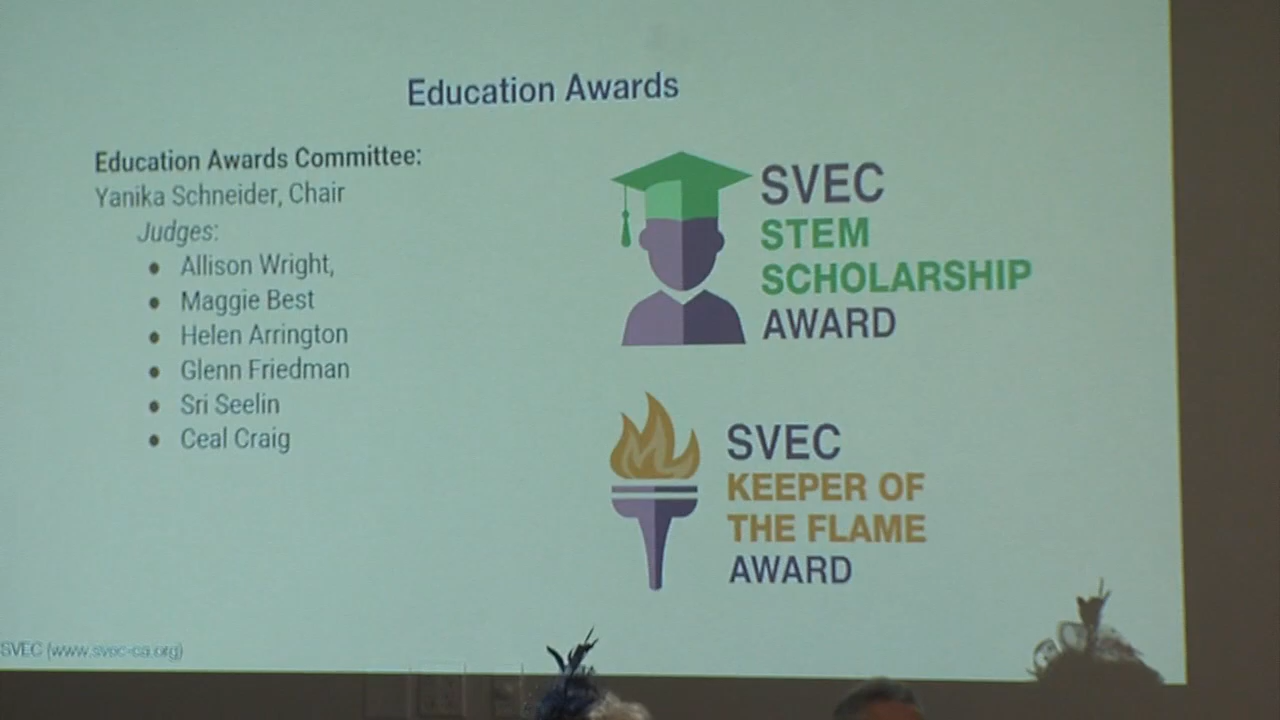 Education Awards
Education Awards Committee:
Yanika Schneider, Chair
Judges:
Allison Wright,
Maggie Best
Helen Arrington
Glenn Friedman
Sri Seelin
Ceal Craig
SVEC
STEM
SCHOLARSHIP
AWARD
SVEC
KEEPER OF
THE FLAME
AWARD
SVEC (www.svec-ca.org)